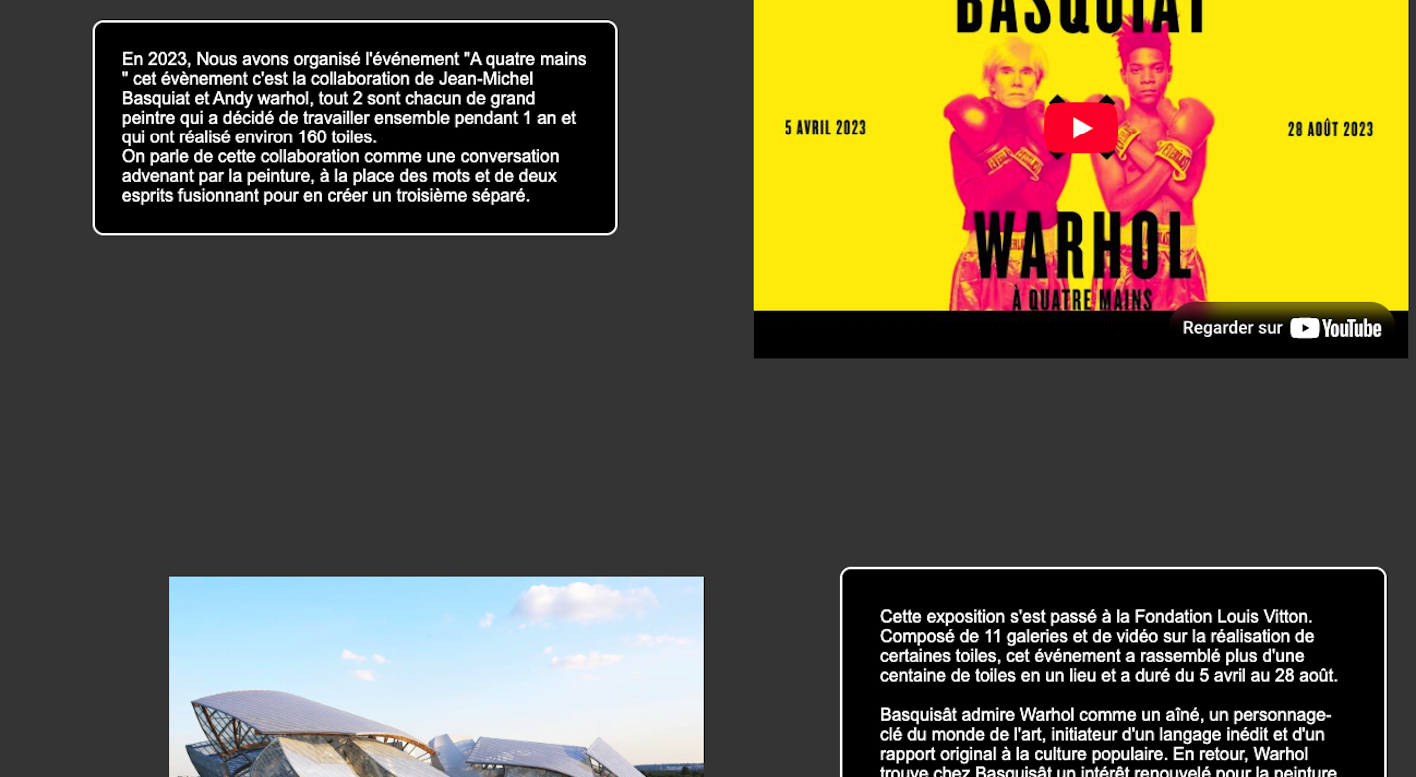 En 2023, Nous avons organisé l'événement "A quatre mains
" cet évènement c'est la collaboration de Jean-Michel
Basquiat et Andy warhol, tout 2 sont chacun de grand
peintre qui a décidé de travailler ensemble pendant 1 an et
qui ont réalisé environ 160 toiles.
On parle de cette collaboration comme une conversation
advenant par la peinture, à la place des mots et de deux
esprits fusionnant pour en créer un troisième séparé.
BASQUIAT
5 AVRIL 2023
28 AOÛT 2023
WARHOL
À QUATRE MAINS
Regarder sur YouTube
Cette exposition s'est passé à la Fondation Louis Vitton.
Composé de 11 galeries et de vidéo sur la réalisation de
certaines toiles, cet événement a rassemblé plus d'une
centaine de toiles en un lieu et a duré du 5 avril au 28 août.
Basquisât admire Warhol comme un aîné, un personnage-
clé du monde de l'art, initiateur d'un langage inédit et d'un
rapport original à la culture populaire. En retour, Warhol
trouve chez Basquisât un intérêt renouvelé pour la peinture.